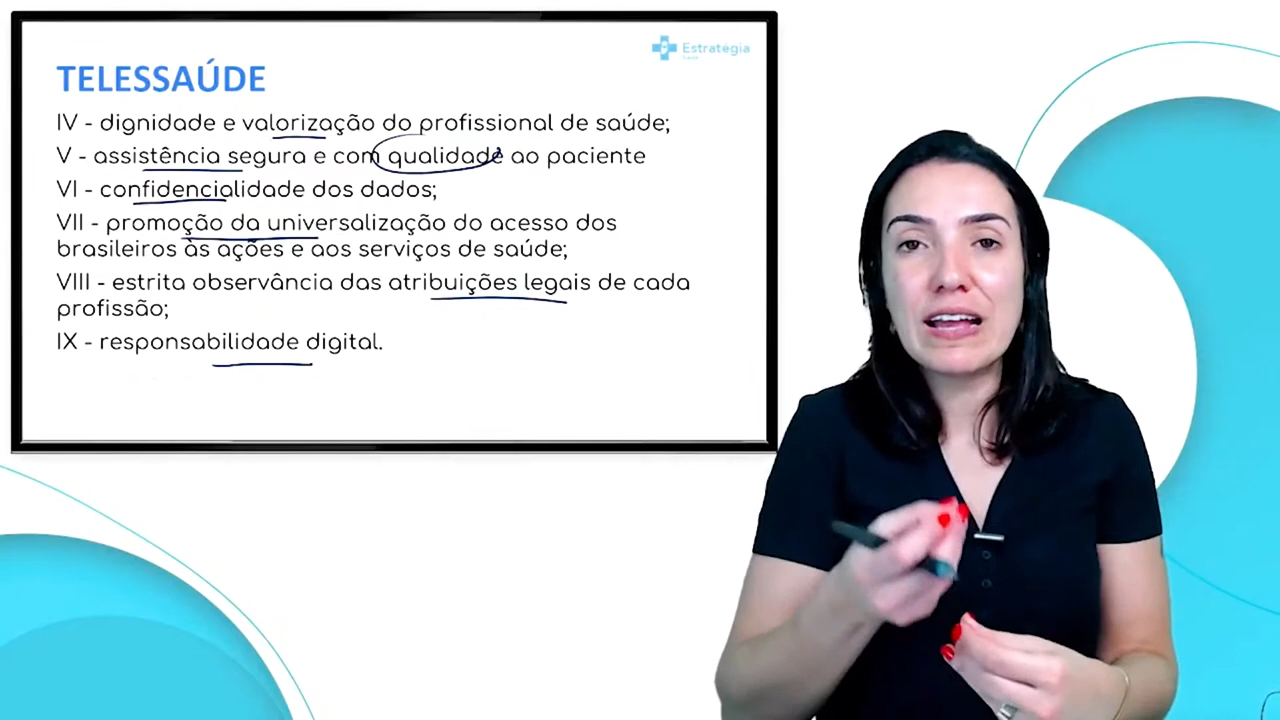 Estratégia
TELESSAÚDE
IV - dignidade e valorização do profissional de saúde;
V - assistência segura e com qualidade ao paciente
VI - confidencialidade dos dados;
VII - promoção da universalização do acesso dos
brasileiros às ações e aos serviços de saúde;
VIII - estrita observância das atribuições legais de cada
profissão;
IX - responsabilidade digital.